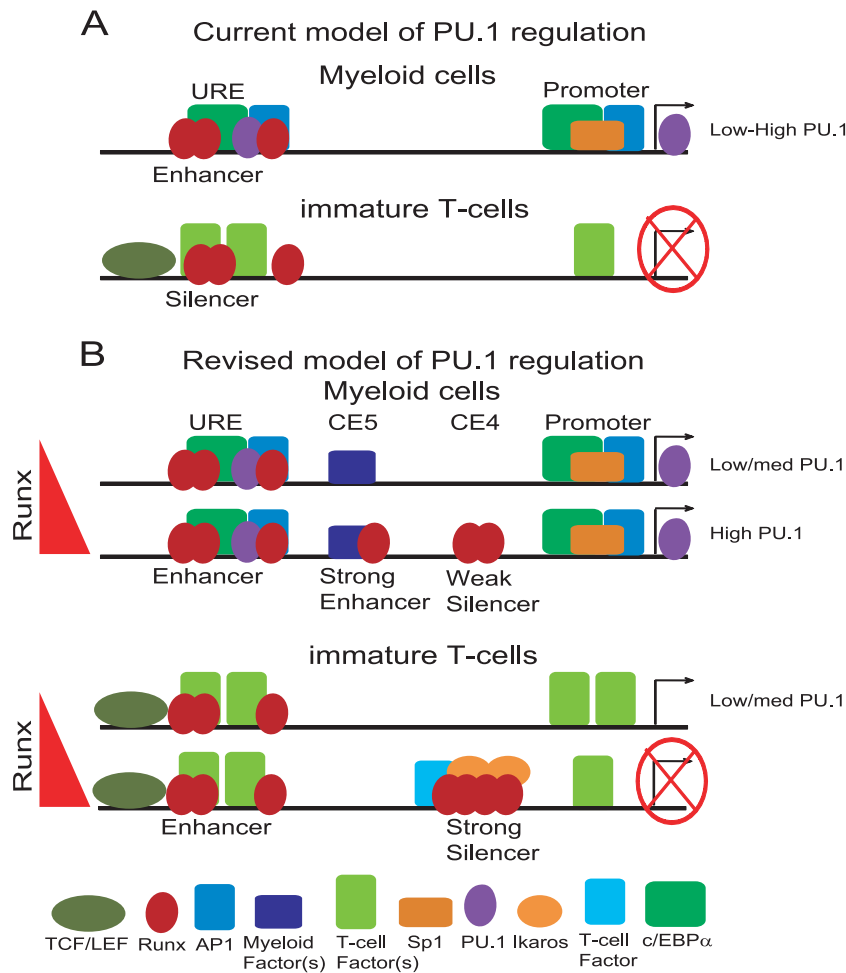 A
Current model of PU.1 regulation
Myeloid cells
URE
Promoter
Low-High PU.1
Enhancer
immature T-cells
Silencer
B
Revised model of PU.1 regulation
Myeloid cells
URE CE5 CE4 Promoter
Runx
Low/med PU.1
High PU.1
Enhancer
Strong
Enhancer
Weak
Silencer
immature T-cells
Runx
Low/med PU.1
Enhancer
Strong
Silencer
TCF/LEF
Runx
AP1
Myeloid
Factor(s)
T-cell
Factor(s)
Sp1
PU.1
Ikaros
T-cell
Factor
c/EBPα